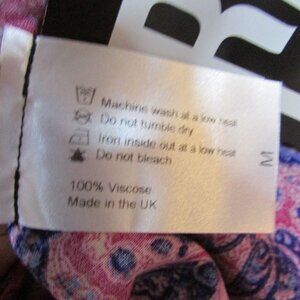 Machine wash at a low heat
Do not tumble dry
Iron inside out at a low heat
Do not bleach
100% Viscose
Made in the UK
M